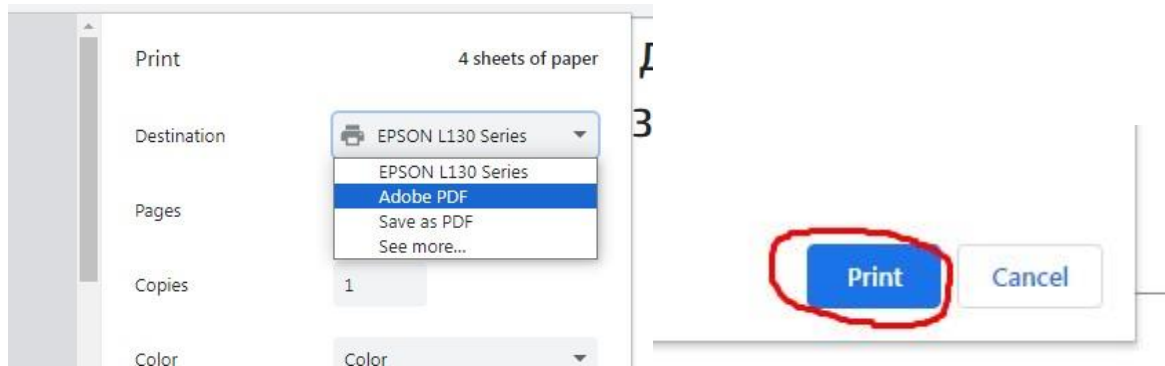 Print 4 sheets of paper
Destination EPSON L130 Series
EPSON L130 Series
Adobe PDF
Save as PDF
See more...
Pages
Copies 1
Color Color
З
Print Cancel